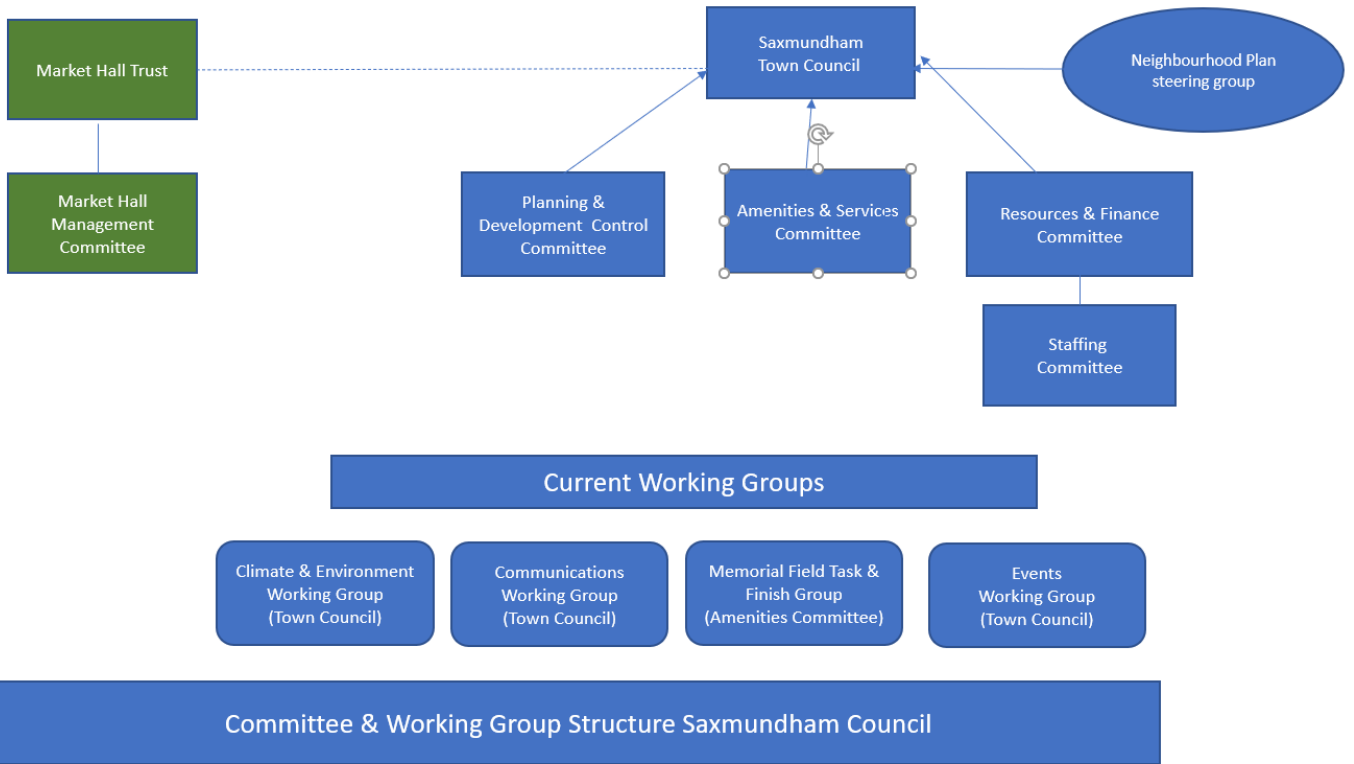 Market Hall Trust
Saxmundham
Town Council
Neighbourhood Plan
steering group
Market Hall
Management
Committee
Planning &
Development Control
Committee
Amenities & Services
Committee
Resources & Finance
Committee
Staffing
Committee
Current Working Groups
Climate & Environment
Working Group
(Town Council)
Communications
Working Group
(Town Council)
Memorial Field Task &
Finish Group
(Amenities Committee)
Events
Working Group
(Town Council)
Committee & Working Group Structure Saxmundham Council